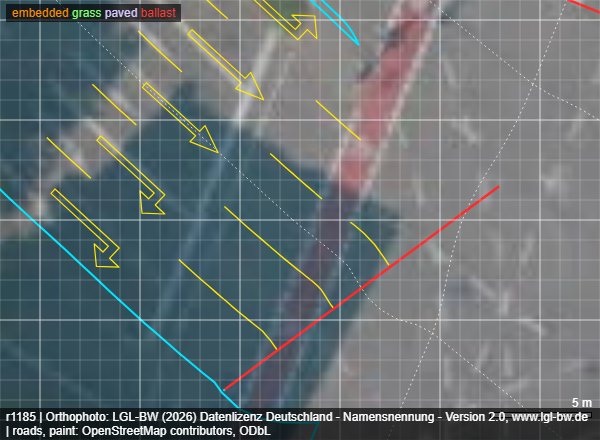 embedded grass paved ballast
5 m
r1185 | Orthophoto: LGL-BW (2026) Datenlizenz Deutschland - Namensnennung - Version 2.0, www.lgl-bw.de
| roads, paint: OpenStreetMap contributors, ODbL